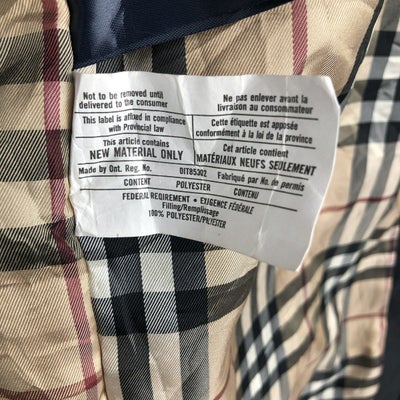 Not to be removed until
delivered to the consumer
Ne pas enlever avant la
livraison au consommateur
This label is affixed in compliance
with Provincial law
Cette étiquette est apposée
conformément à la loi de la province
This article contains
NEW MATERIAL ONLY
Cet article contient
MATÉRIAUX NEUFS SEULEMENT
Made by Ont. Reg. No. DIT85302 Fabriqué par No. de permis
CONTENT POLYESTER CONTENU
FEDERAL REQUIREMENT • EXIGENCE FÉDÉRALE
Filling/Remplissage
100% POLYESTER/POLYESTER